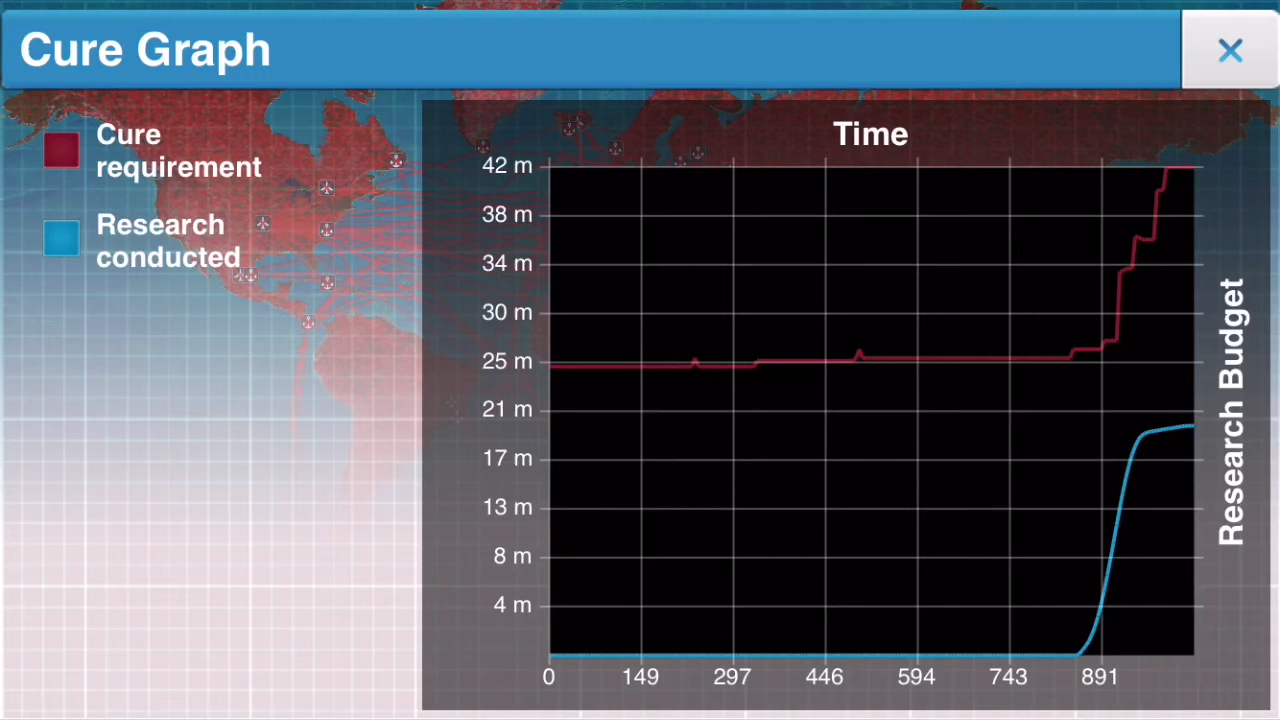 Cure Graph
Cure
requirement
Research
conducted
Time
42 m
38 m
34 m
30 m
25 m
21 m
17 m
13 m
8 m
4 m
0 149 297 446 594 743 891
Research Budget